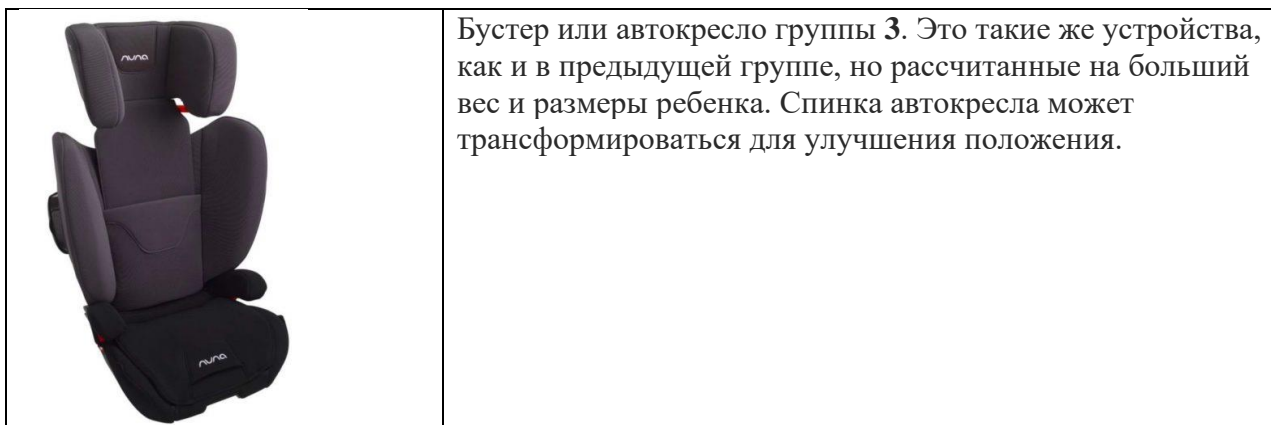 nuna
nuna
Бустер или автокресло группы 3. Это такие же устройства,
как и в предыдущей группе, но рассчитанные на больший
вес и размеры ребенка. Спинка автокресла может
трансформироваться для улучшения положения.